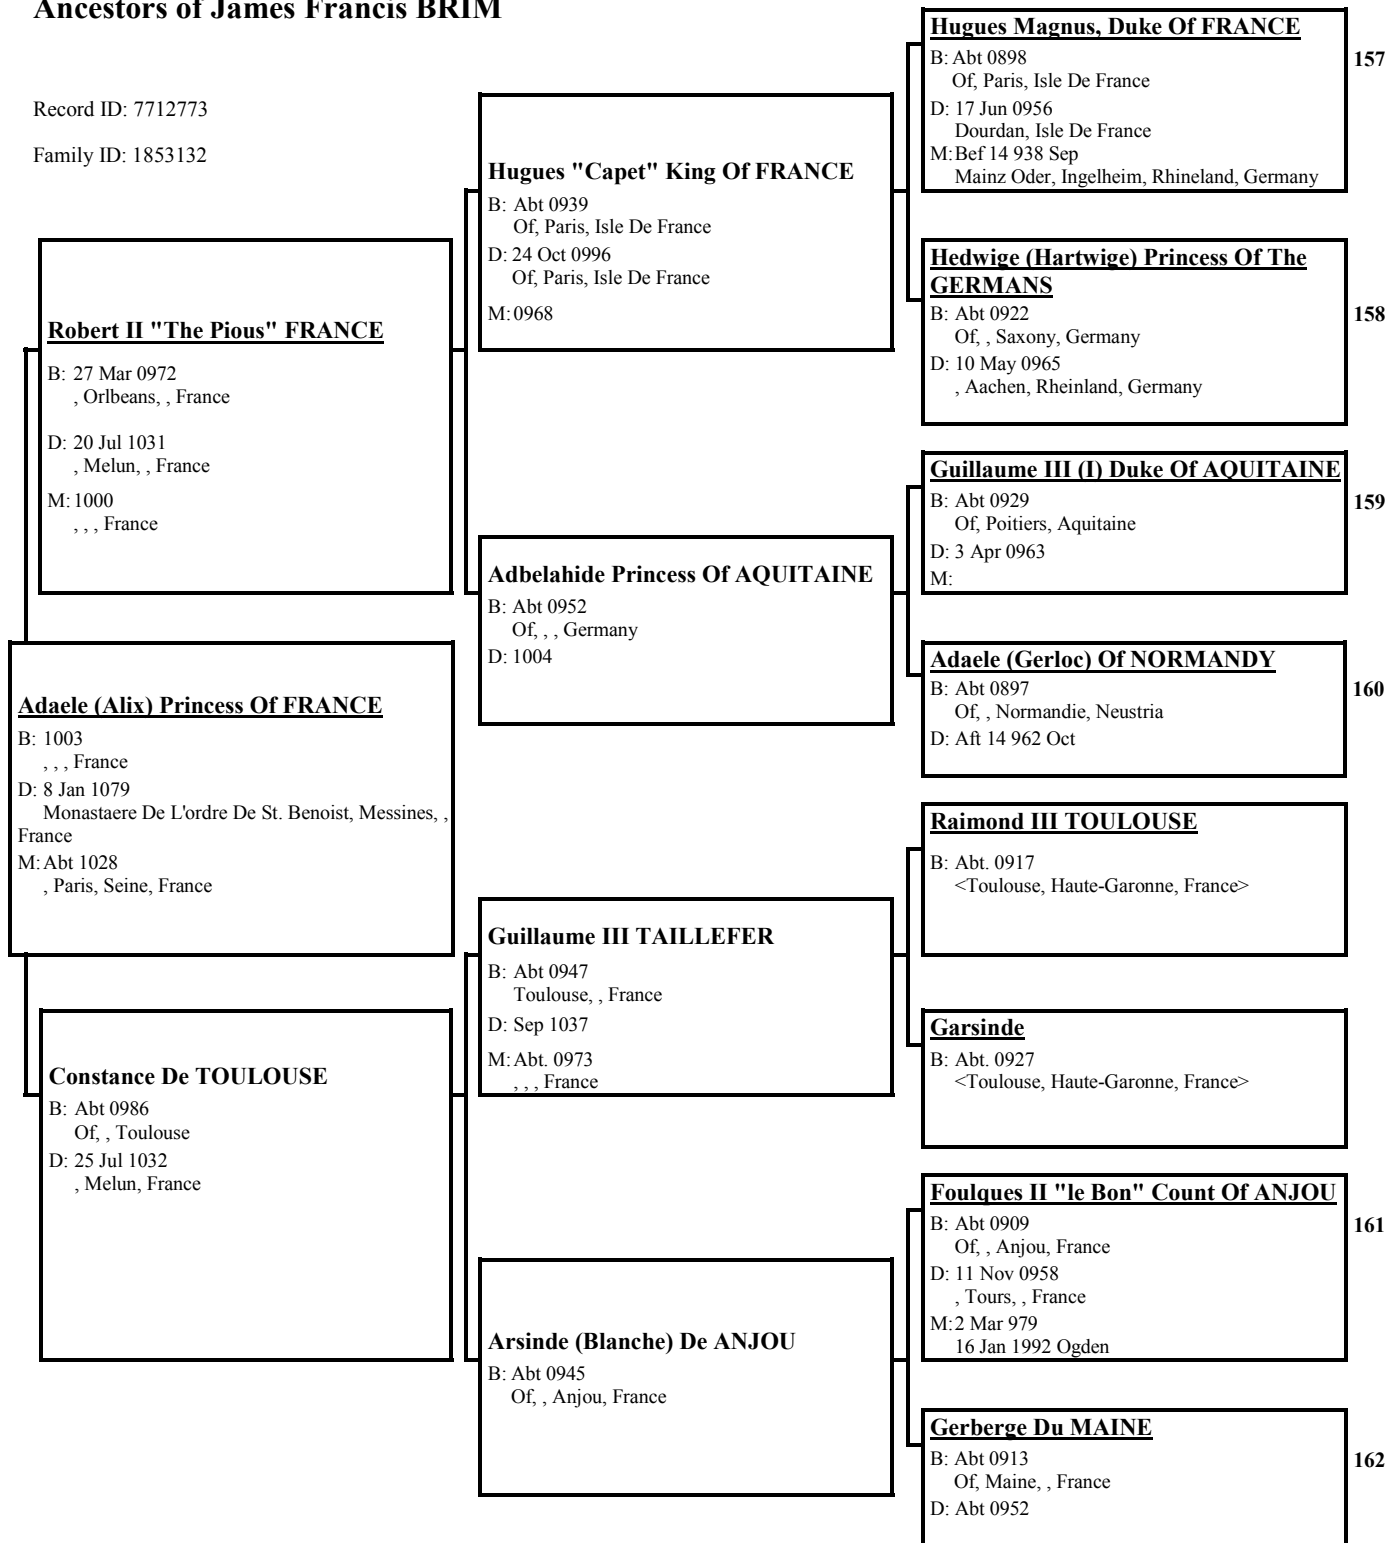 Ancestors of James Francis BRIM
Record ID: 7712773
Family ID: 1853132
Robert II "The Pious" FRANCE
B: 27 Mar 0972
, Orlbeans, , France
D: 20 Jul 1031
, Melun, , France
M: 1000
, , , France
Adaele (Alix) Princess Of FRANCE
B: 1003
, , , France
D: 8 Jan 1079
Monastaere De L'ordre De St. Benoist, Messines, ,
France
M: Abt 1028
, Paris, Seine, France
Constance De TOULOUSE
B: Abt 0986
Of, , Toulouse
D: 25 Jul 1032
, Melun, France
Hugues "Capet" King Of FRANCE
B: Abt 0939
Of, Paris, Isle De France
D: 24 Oct 0996
Of, Paris, Isle De France
M: 0968
Adbelahide Princess Of AQUITAINE
B: Abt 0952
Of, , , Germany
D: 1004
Guillaume III TAILLEFER
B: Abt 0947
Toulouse, , France
D: Sep 1037
M: Abt. 0973
, , , France
Arsinde (Blanche) De ANJOU
B: Abt 0945
Of, , Anjou, France
Hugues Magnus, Duke Of FRANCE
B: Abt 0898
Of, Paris, Isle De France
D: 17 Jun 0956
Dourdan, Isle De France
M: Bef 14 938 Sep
Mainz Oder, Ingelheim, Rhineland, Germany
157
Hedwige (Hartwige) Princess Of The
GERMANS
B: Abt 0922
Of, , Saxony, Germany
D: 10 May 0965
, Aachen, Rheinland, Germany
158
Guillaume III (I) Duke Of AQUITAINE
B: Abt 0929
Of, Poitiers, Aquitaine
D: 3 Apr 0963
M:
159
Adaele (Gerloc) Of NORMANDY
B: Abt 0897
Of, , Normandie, Neustria
D: Aft 14 962 Oct
160
Raimond III TOULOUSE
B: Abt. 0917
<Toulouse, Haute-Garonne, France>
Garsinde
B: Abt. 0927
<Toulouse, Haute-Garonne, France>
Foulques II "le Bon" Count Of ANJOU
B: Abt 0909
Of, , Anjou, France
D: 11 Nov 0958
, Tours, , France
M: 2 Mar 979
16 Jan 1992 Ogden
161
Gerberge Du MAINE
B: Abt 0913
Of, Maine, , France
D: Abt 0952
162